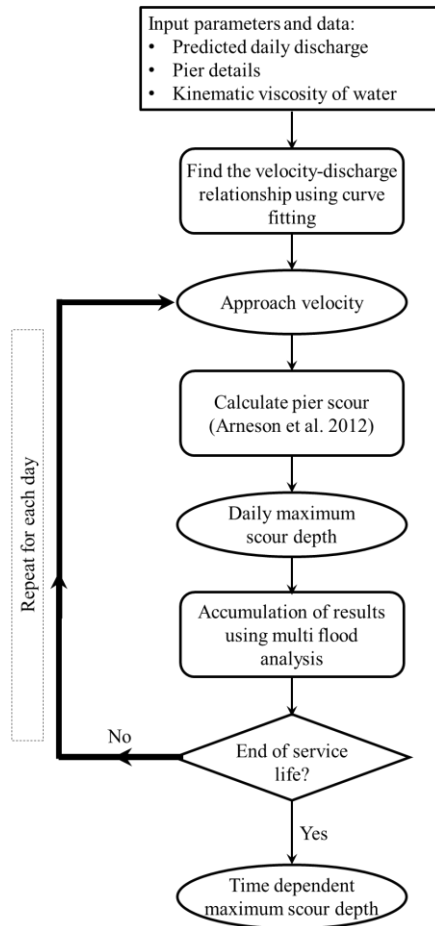 Input parameters and data:
• Predicted daily discharge
• Pier details
• Kinematic viscosity of water
Find the velocity-discharge
relationship using curve
fitting
Approach velocity
Calculate pier scour
(Arneson et al. 2012)
Repeat for each day
Daily maximum
scour depth
Accumulation of results
using multi flood
analysis
No
End of service
life?
Yes
Time dependent
maximum scour depth